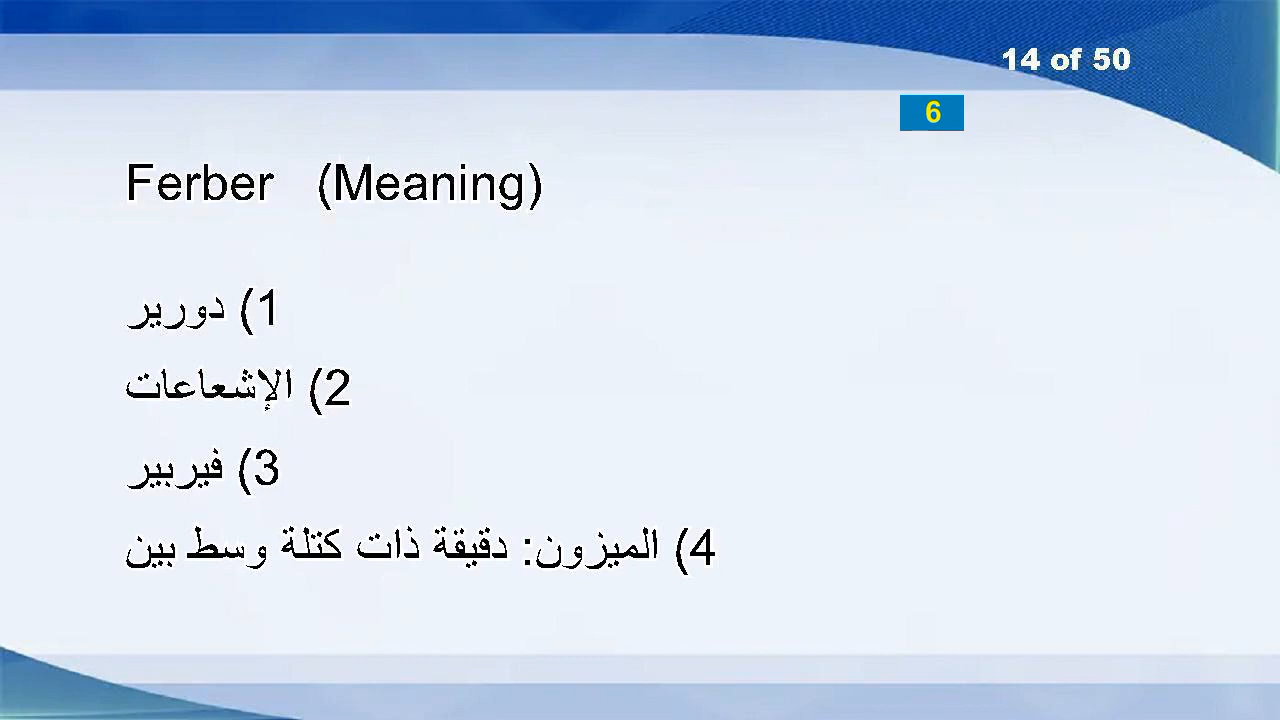 14 of 50
6
Ferber (Meaning)
1) دورير
2) الإشعاعات
3) فيربير
4) الميزون: دقيقة ذات كتلة وسط بين